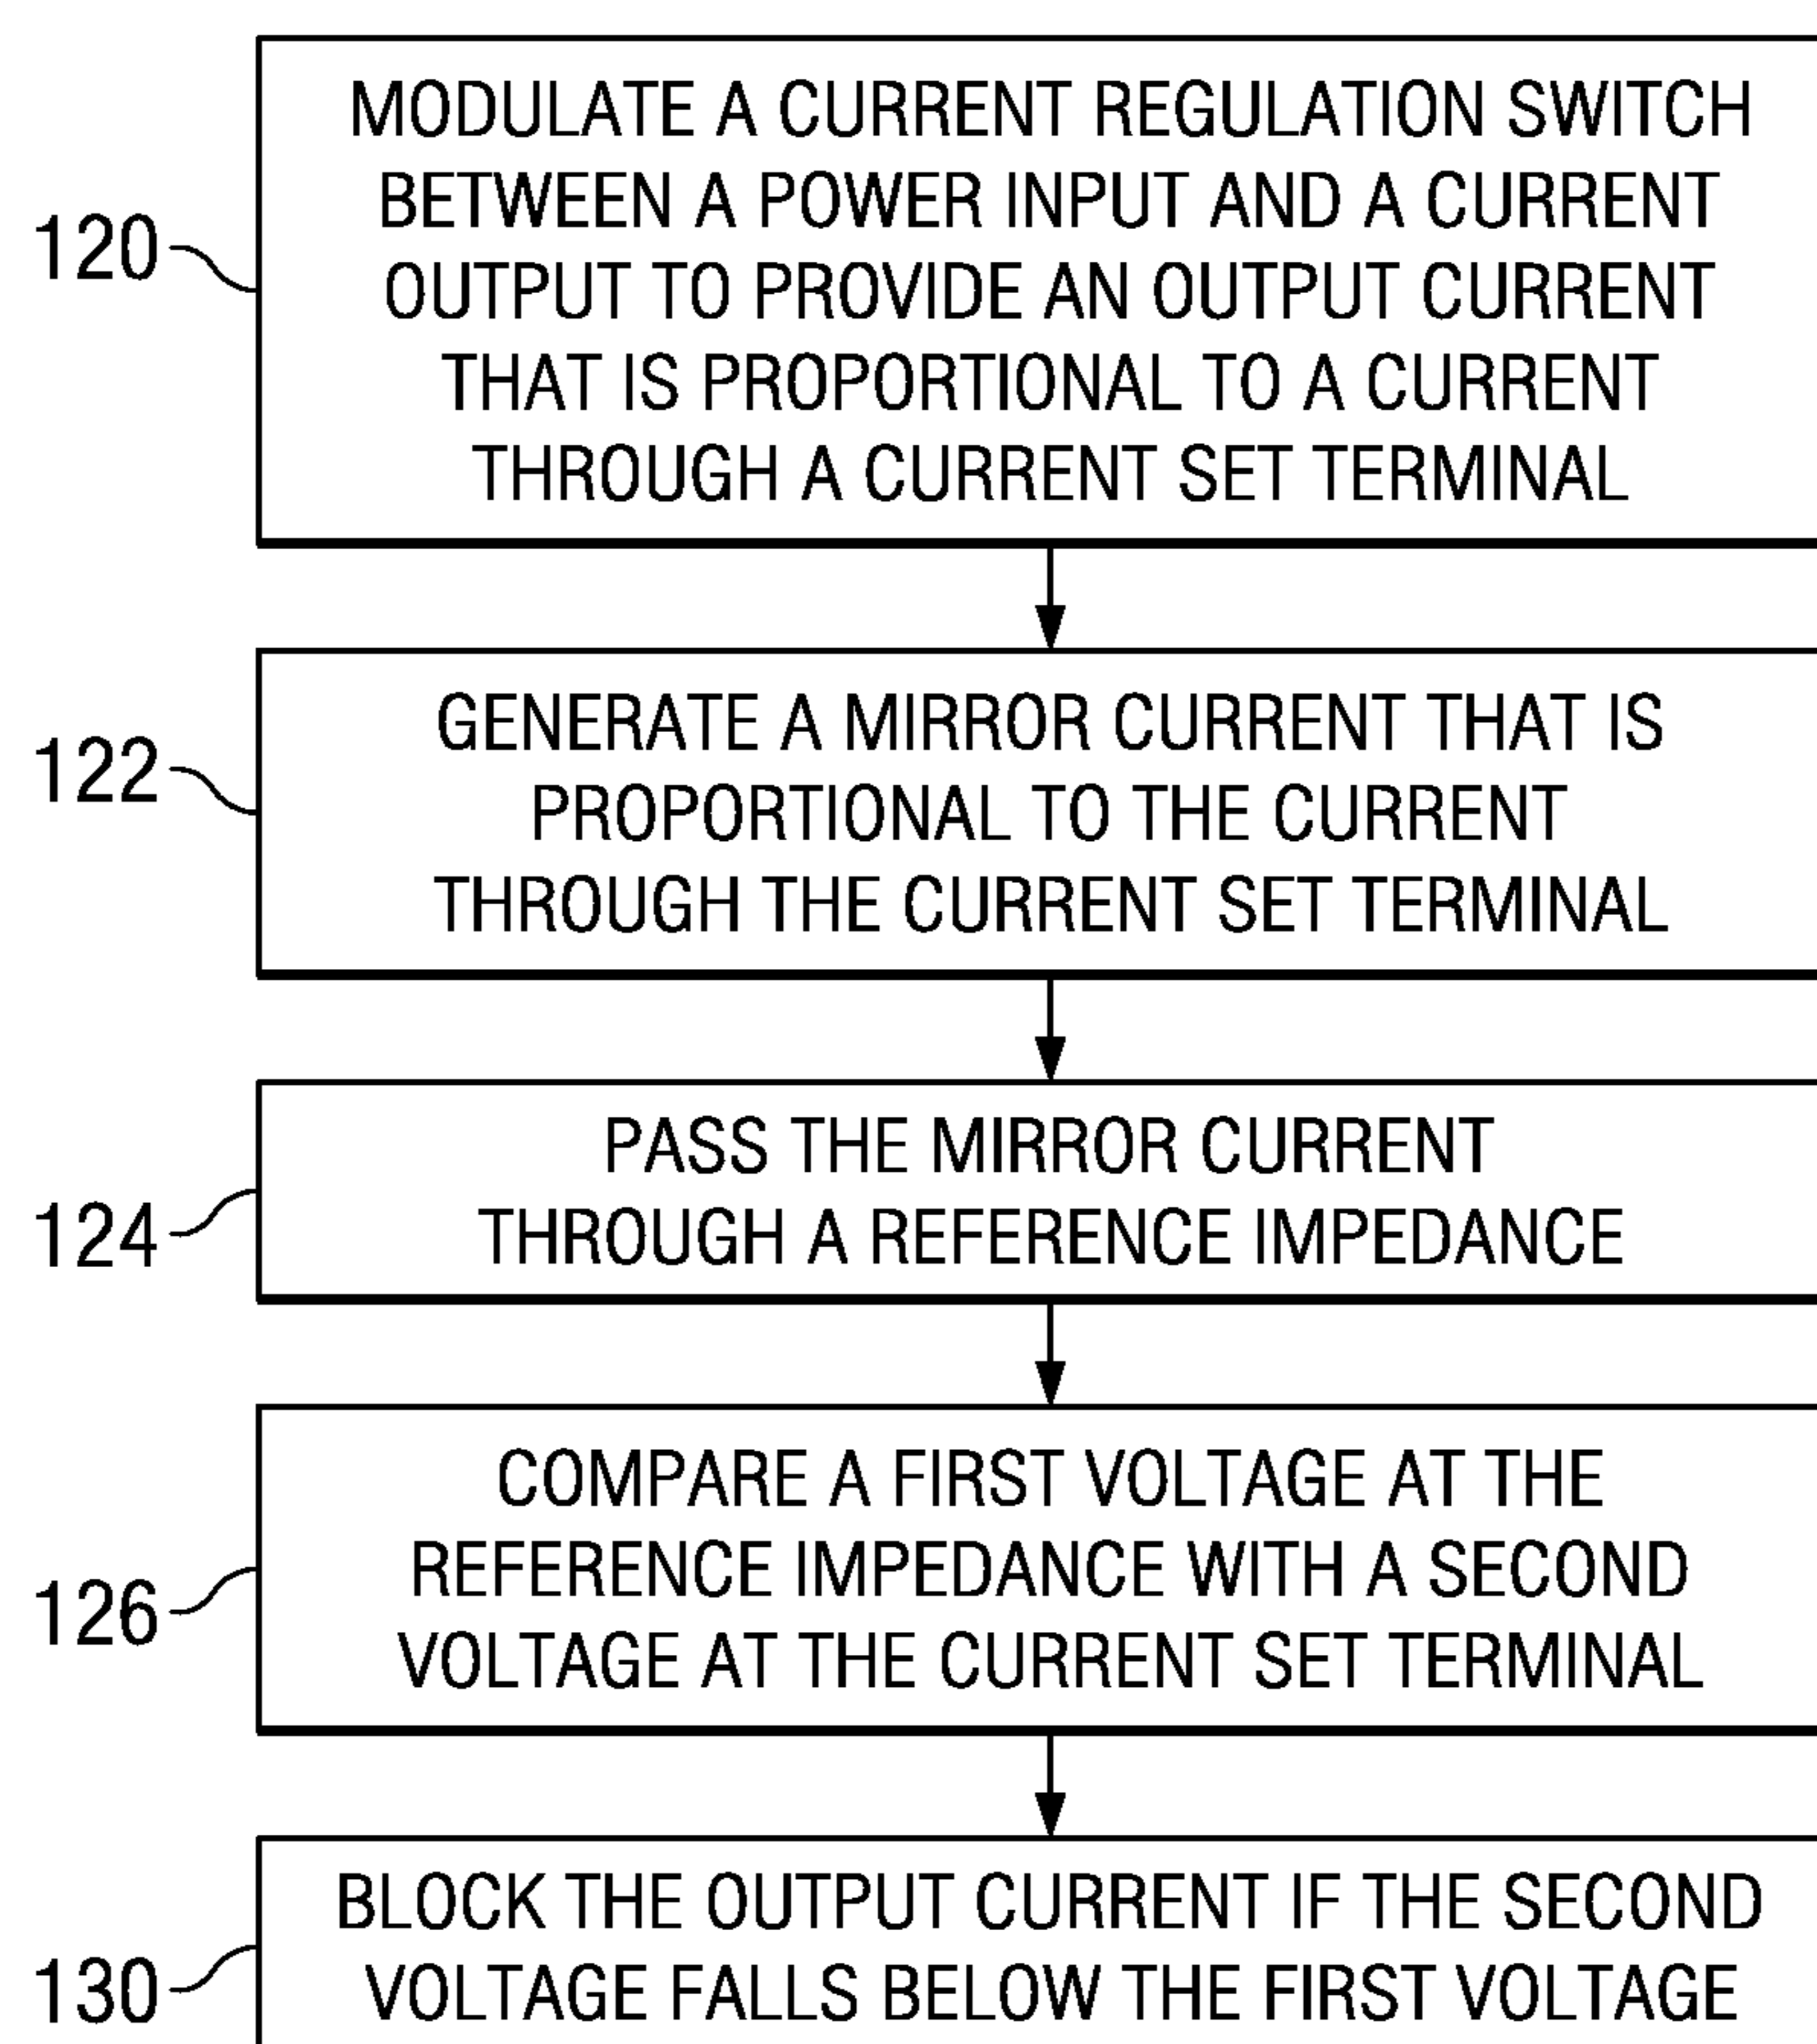 MODULATE A CURRENT REGULATION SWITCH
BETWEEN A POWER INPUT AND A CURRENT
OUTPUT TO PROVIDE AN OUTPUT CURRENT
THAT IS PROPORTIONAL TO A CURRENT
THROUGH A CURRENT SET TERMINAL
120
GENERATE A MIRROR CURRENT THAT IS
PROPORTIONAL TO THE CURRENT
THROUGH THE CURRENT SET TERMINAL
122
PASS THE MIRROR CURRENT
THROUGH A REFERENCE IMPEDANCE
124
COMPARE A FIRST VOLTAGE AT THE
REFERENCE IMPEDANCE WITH A SECOND
VOLTAGE AT THE CURRENT SET TERMINAL
126
BLOCK THE OUTPUT CURRENT IF THE SECOND
VOLTAGE FALLS BELOW THE FIRST VOLTAGE
130